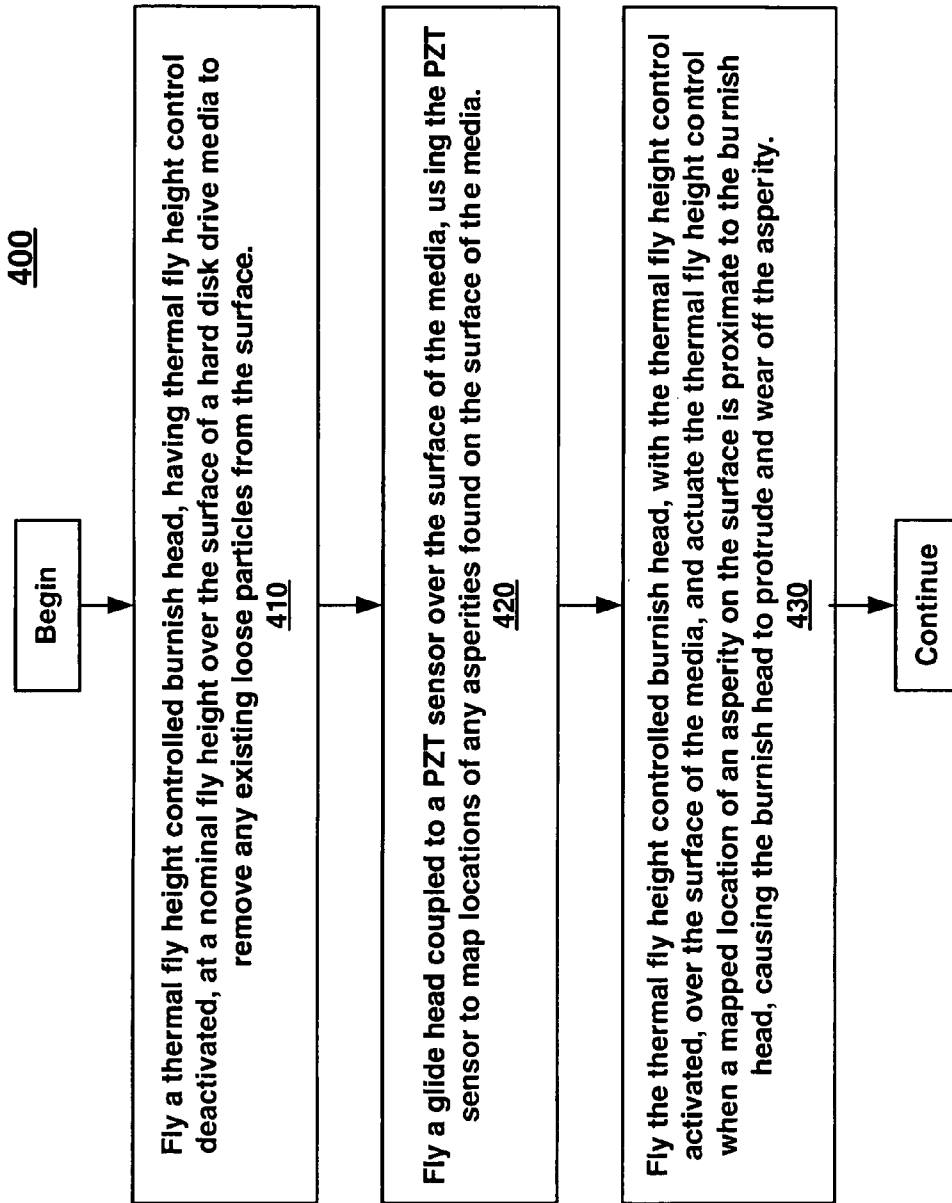 400
Begin
Fly a thermal fly height controlled burnish head, having thermal fly height control
deactivated, at a nominal fly height over the surface of a hard disk drive media to
remove any existing loose particles from the surface.
410
Fly a glide head coupled to a PZT sensor over the surface of the media, using the PZT
sensor to map locations of any asperities found on the surface of the media.
420
Fly the thermal fly height controlled burnish head, with the thermal fly height control
activated, over the surface of the media, and actuate the thermal fly height control
when a mapped location of an asperity on the surface is proximate to the burnish
head, causing the burnish head to protrude and wear off the asperity.
430
Continue